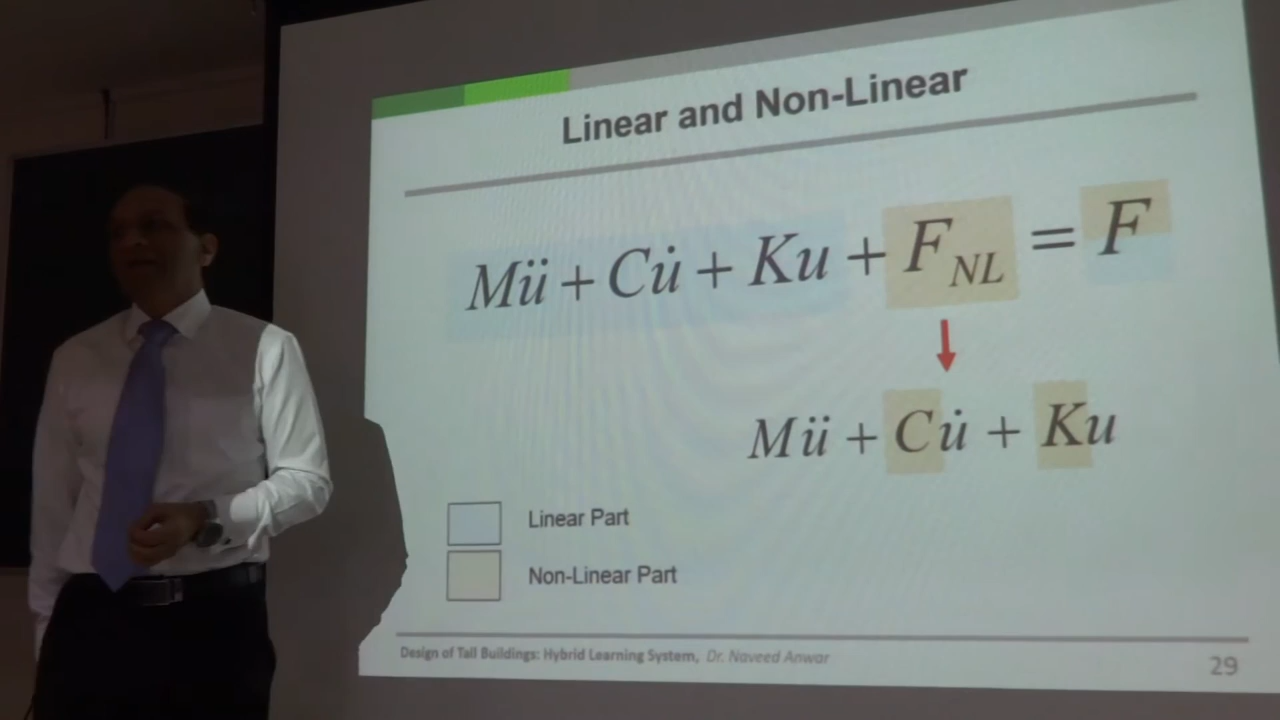 Linear and Non-Linear
Mü + Cu̇ + Ku + F_NL = F
Mü + Cu̇ + Ku
Linear Part
Non-Linear Part
Design of Tall Buildings: Hybrid Learning System, Dr. Naveed Anwar
29